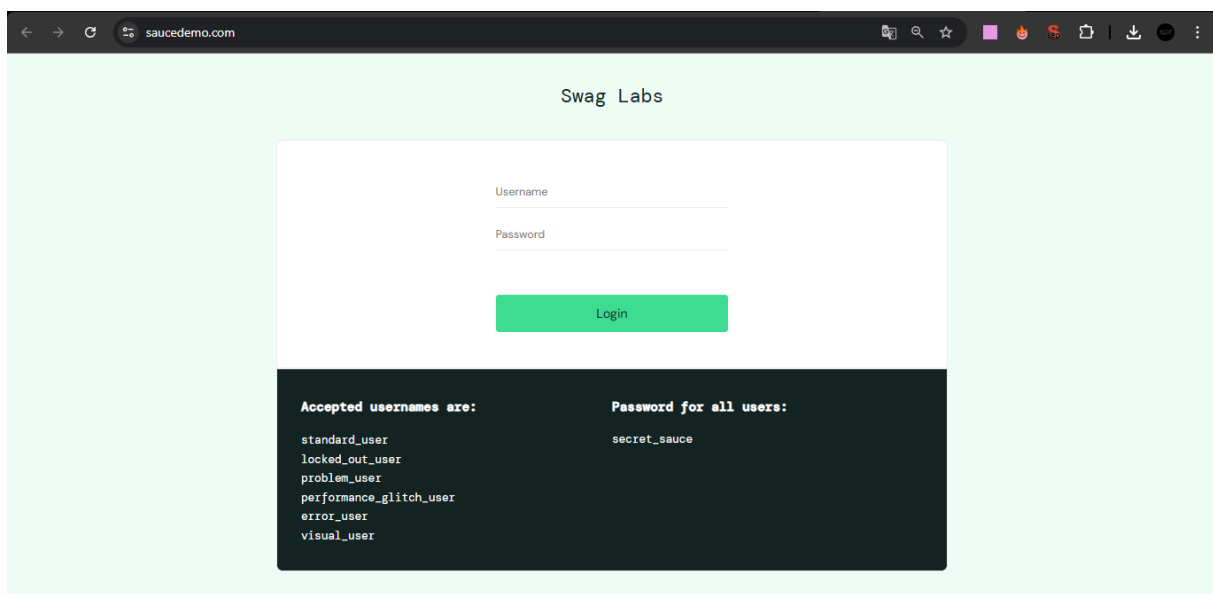 saucedemo.com
Swag Labs
Username
Password
Login
Accepted usernames are:
standard_user
locked_out_user
problem_user
performance_glitch_user
error_user
visual_user
Password for all users:
secret_sauce